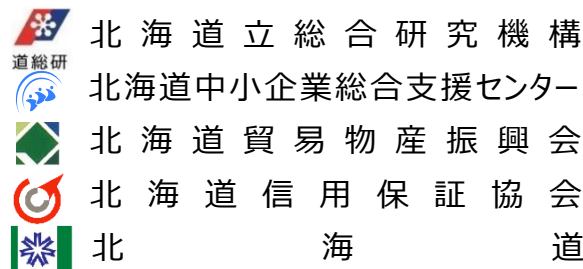 北海道立総合研究機構
道総研
北海道中小企業総合支援センター
北海道貿易物産振興会
北海道信用保証協会
北海道